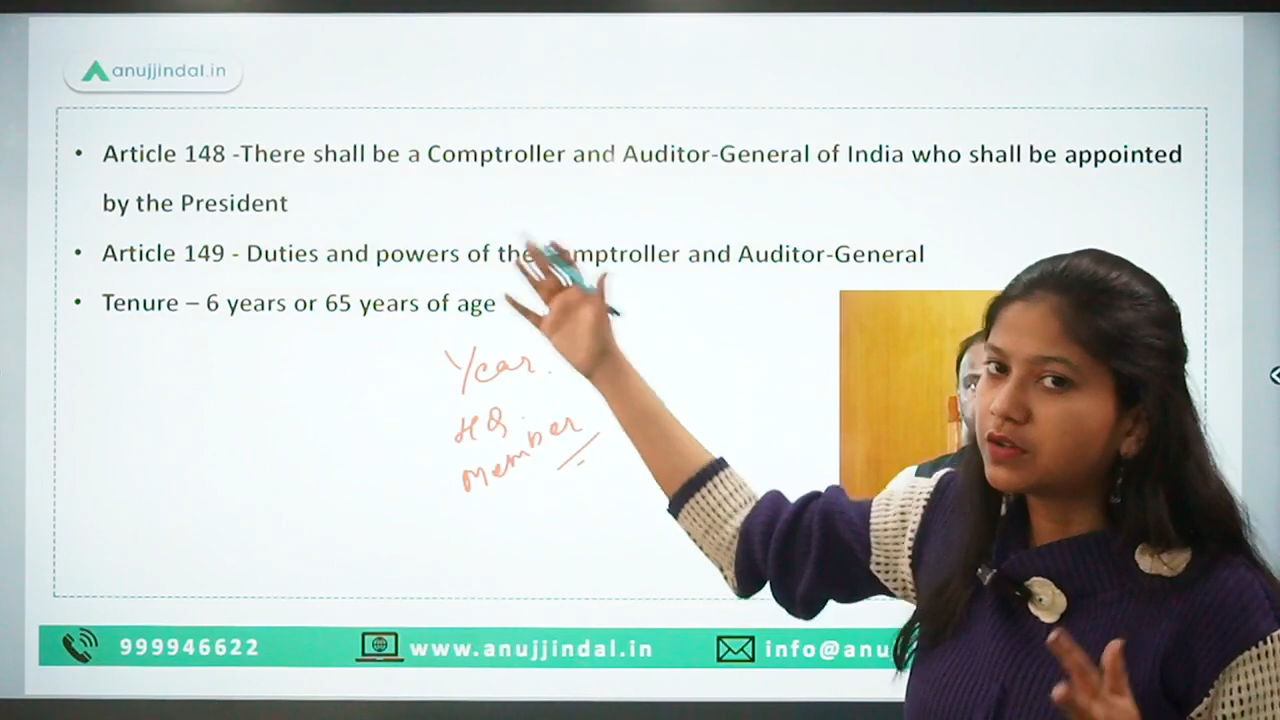 anujjindal.in
• Article 148 -There shall be a Comptroller and Auditor-General of India who shall be appointed
by the President
• Article 149 - Duties and powers of the Comptroller and Auditor-General
• Tenure – 6 years or 65 years of age
Year.
HQ.
Member
999946622
www.anujjindal.in
info@anu